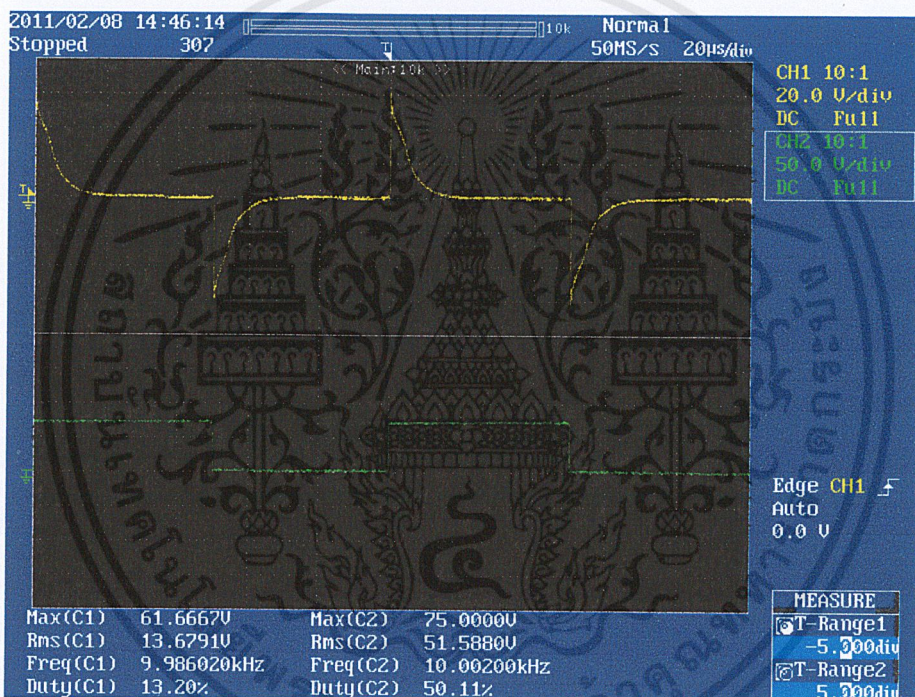 2011/02/08 14:46:14
10k
Normal
Stopped 307
50MS/s 20µs/div
T
<< Main:10k >>
CH1 10:1
20.0 V/div
DC Full
CH2 10:1
50.0 V/div
DC Full
T
Edge CH1
Auto
0.0 V
Max(C1) 61.6667V Max(C2) 75.0000V
Rms(C1) 13.6791V Rms(C2) 51.5880V
Freq(C1) 9.986020kHz Freq(C2) 10.00200kHz
Duty(C1) 13.20% Duty(C2) 50.11%
MEASURE
T-Range1
-5.000div
T-Range2
5.000div